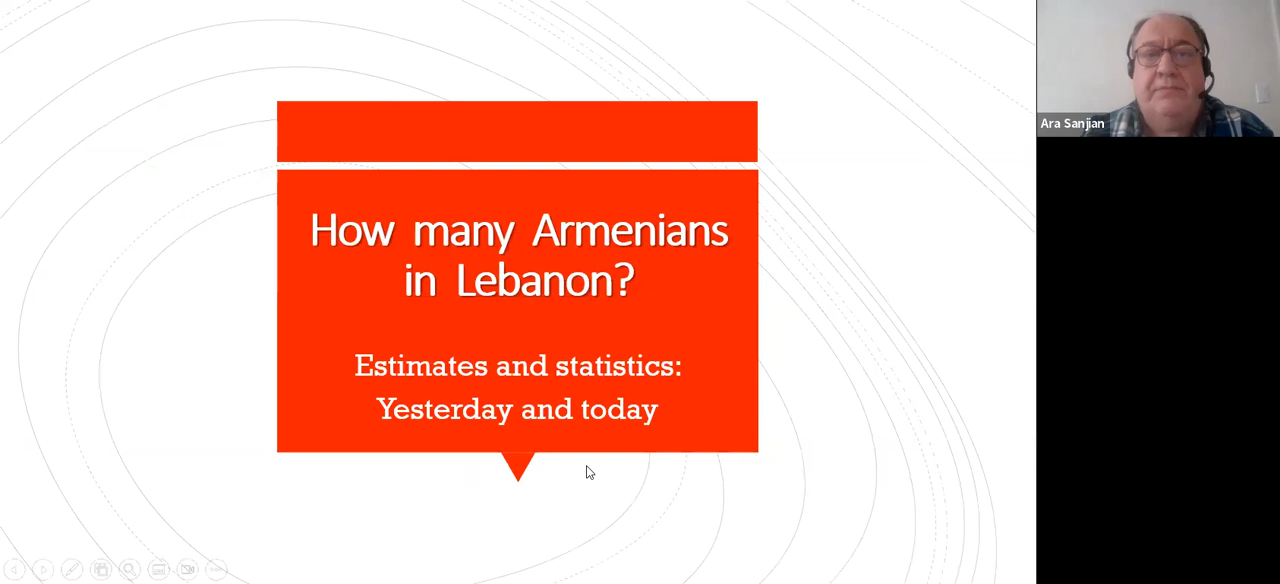 How many Armenians
in Lebanon?
Estimates and statistics:
Yesterday and today
Ara Sanjian